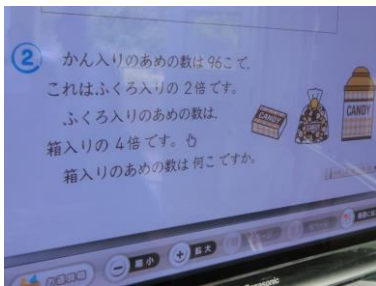 2
かん入りのあめの数は96こで、
これはふくろ入りの2倍です。
ふくろ入りのあめの数は、
箱入りの4倍です。
箱入りのあめの数は何こですか。
CANDY
CANDY
縮小
拡大
Panasonic